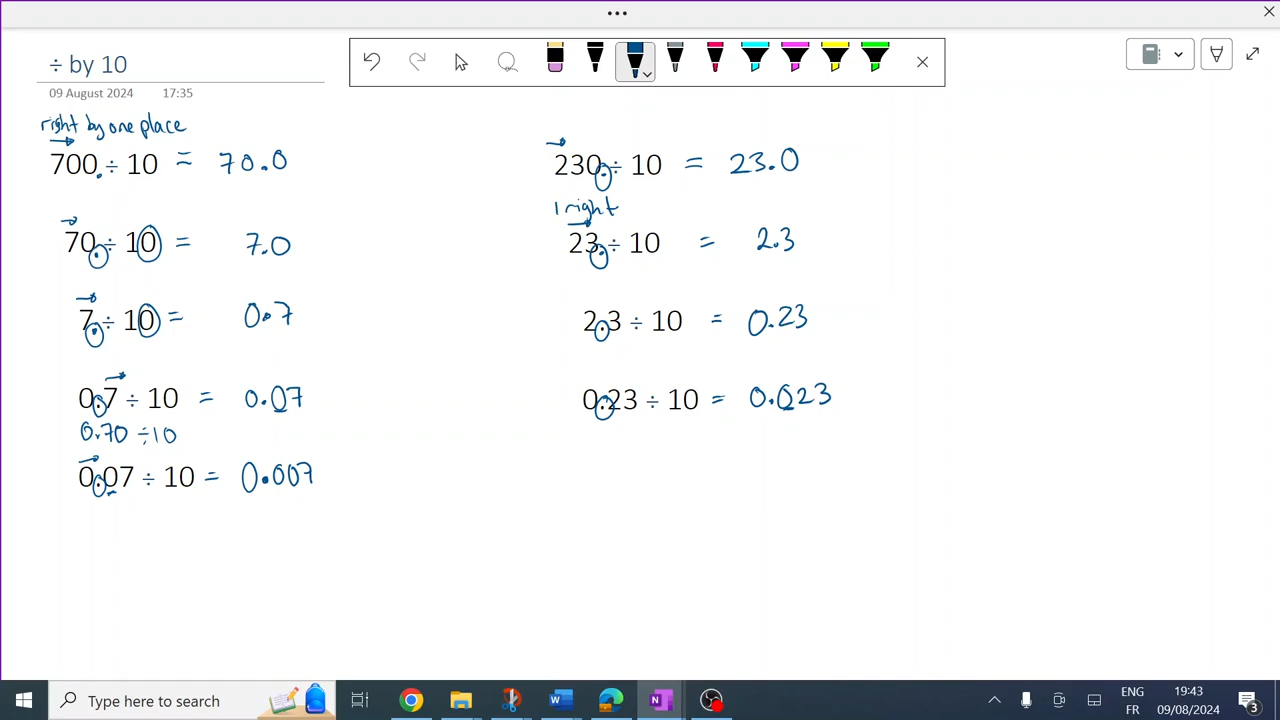 ÷ by 10
09 August 2024 17:35
right by one place
700 . ÷ 10 = 70.0
70 . ÷ 10 = 7.0
7 . ÷ 10 = 0.7
0.7 ÷ 10 = 0.07
0.70 ÷ 10
0.07 ÷ 10 = 0.007
230 . ÷ 10 = 23.0
1 right
23 . ÷ 10 = 2.3
2.3 ÷ 10 = 0.23
0.23 ÷ 10 = 0.023
Type here to search
ENG
FR
19:43
09/08/2024
3